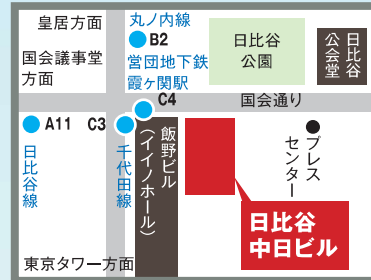 皇居方面
国会議事堂
方面
丸ノ内線
B2
営団地下鉄
霞ヶ関駅
日比谷
公園
日比谷
公会堂
C4
国会通り
A11
C3
日比谷線
千代田線
飯野ビル
(イイノホール)
プレス
センター
日比谷
中日ビル
東京タワー方面